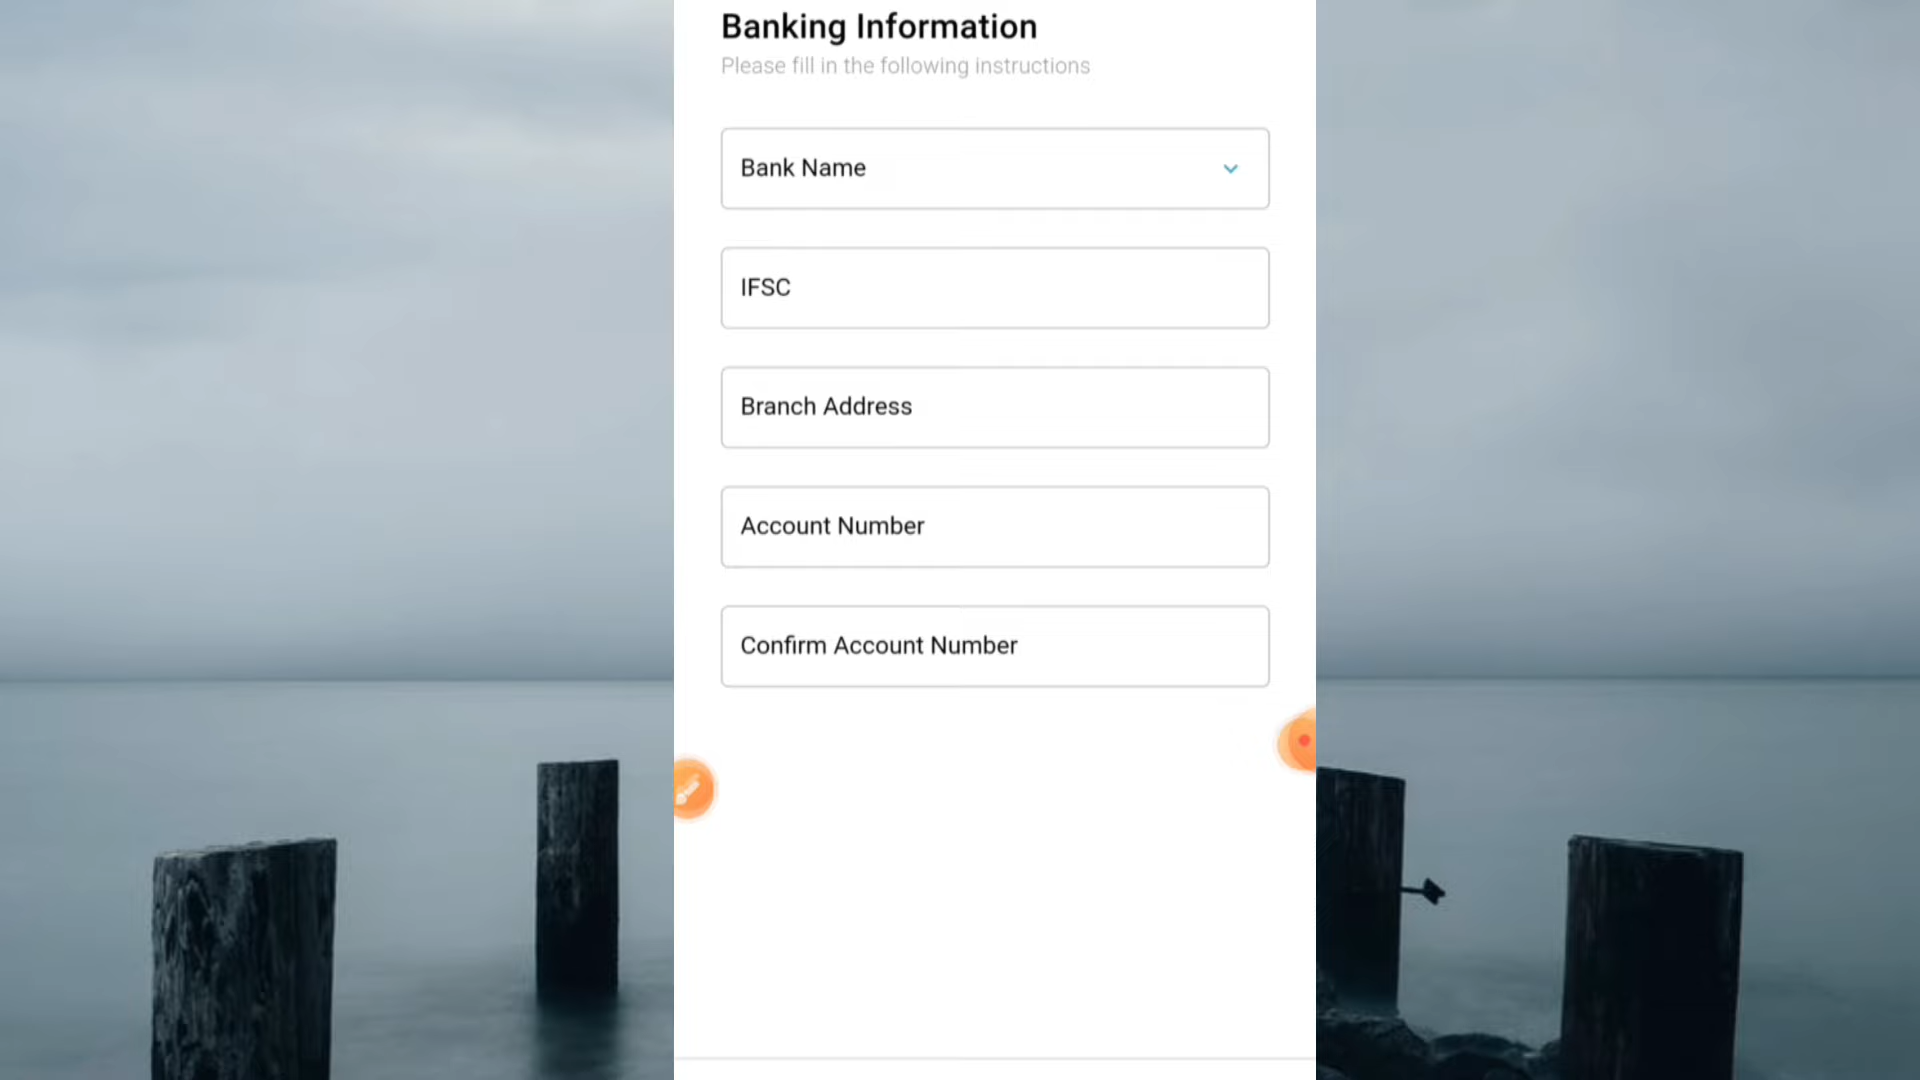 Banking Information
Please fill in the following instructions
Bank Name
IFSC
Branch Address
Account Number
Confirm Account Number